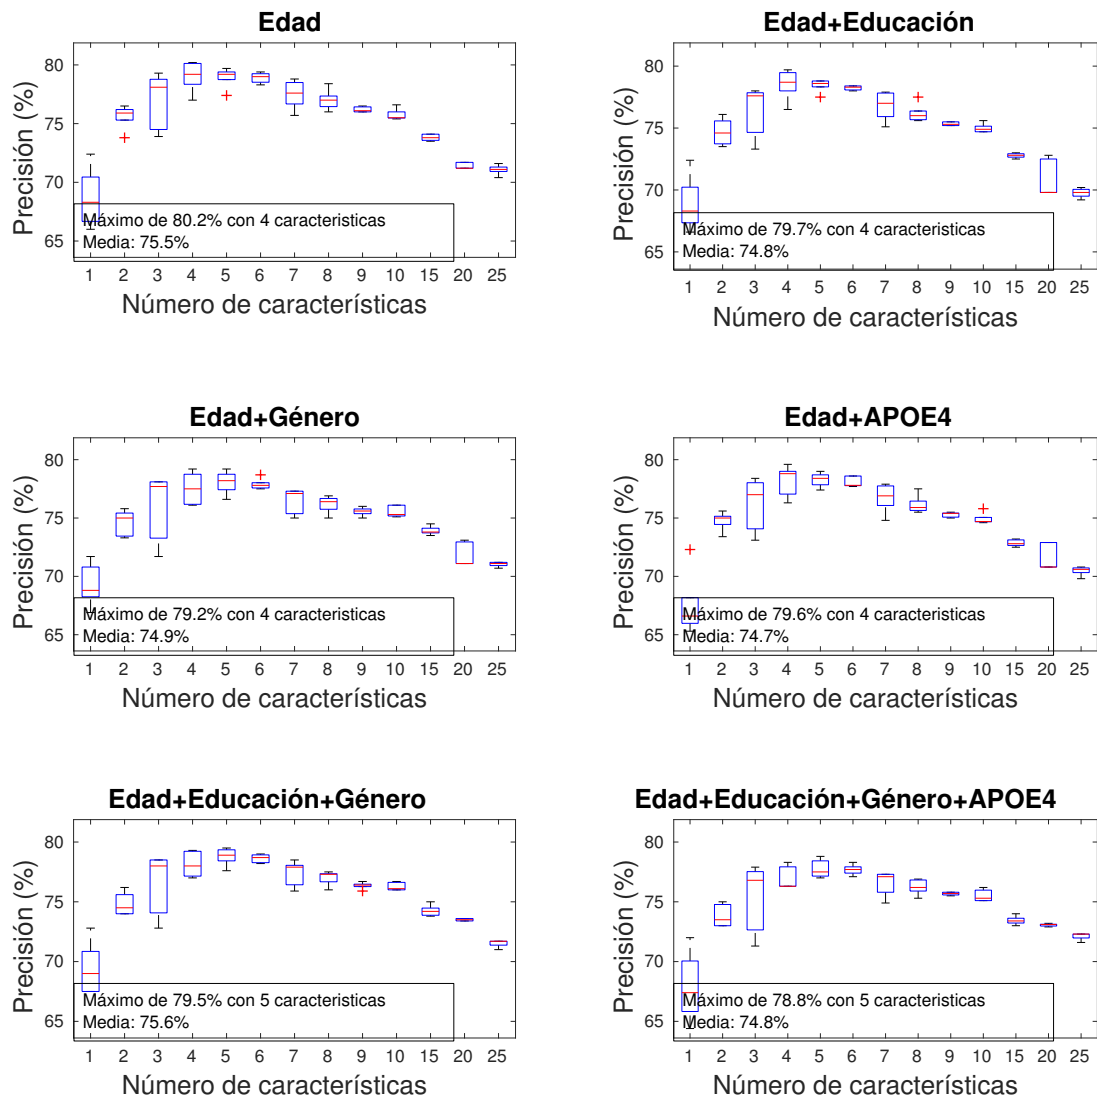 Edad
Precisión (%)
80
75
70
65
Máximo de 80.2% con 4 caracteristicas
Media: 75.5%
1 2 3 4 5 6 7 8 9 10 15 20 25
Número de características
Edad+Educación
Precisión (%)
80
75
70
65
Máximo de 79.7% con 4 caracteristicas
Media: 74.8%
1 2 3 4 5 6 7 8 9 10 15 20 25
Número de características
Edad+Género
Precisión (%)
80
75
70
65
Máximo de 79.2% con 4 caracteristicas
Media: 74.9%
1 2 3 4 5 6 7 8 9 10 15 20 25
Número de características
Edad+APOE4
Precisión (%)
80
75
70
65
Máximo de 79.6% con 4 caracteristicas
Media: 74.7%
1 2 3 4 5 6 7 8 9 10 15 20 25
Número de características
Edad+Educación+Género
Precisión (%)
80
75
70
65
Máximo de 79.5% con 5 caracteristicas
Media: 75.6%
1 2 3 4 5 6 7 8 9 10 15 20 25
Número de características
Edad+Educación+Género+APOE4
Precisión (%)
80
75
70
65
Máximo de 78.8% con 5 caracteristicas
Media: 74.8%
1 2 3 4 5 6 7 8 9 10 15 20 25
Número de características